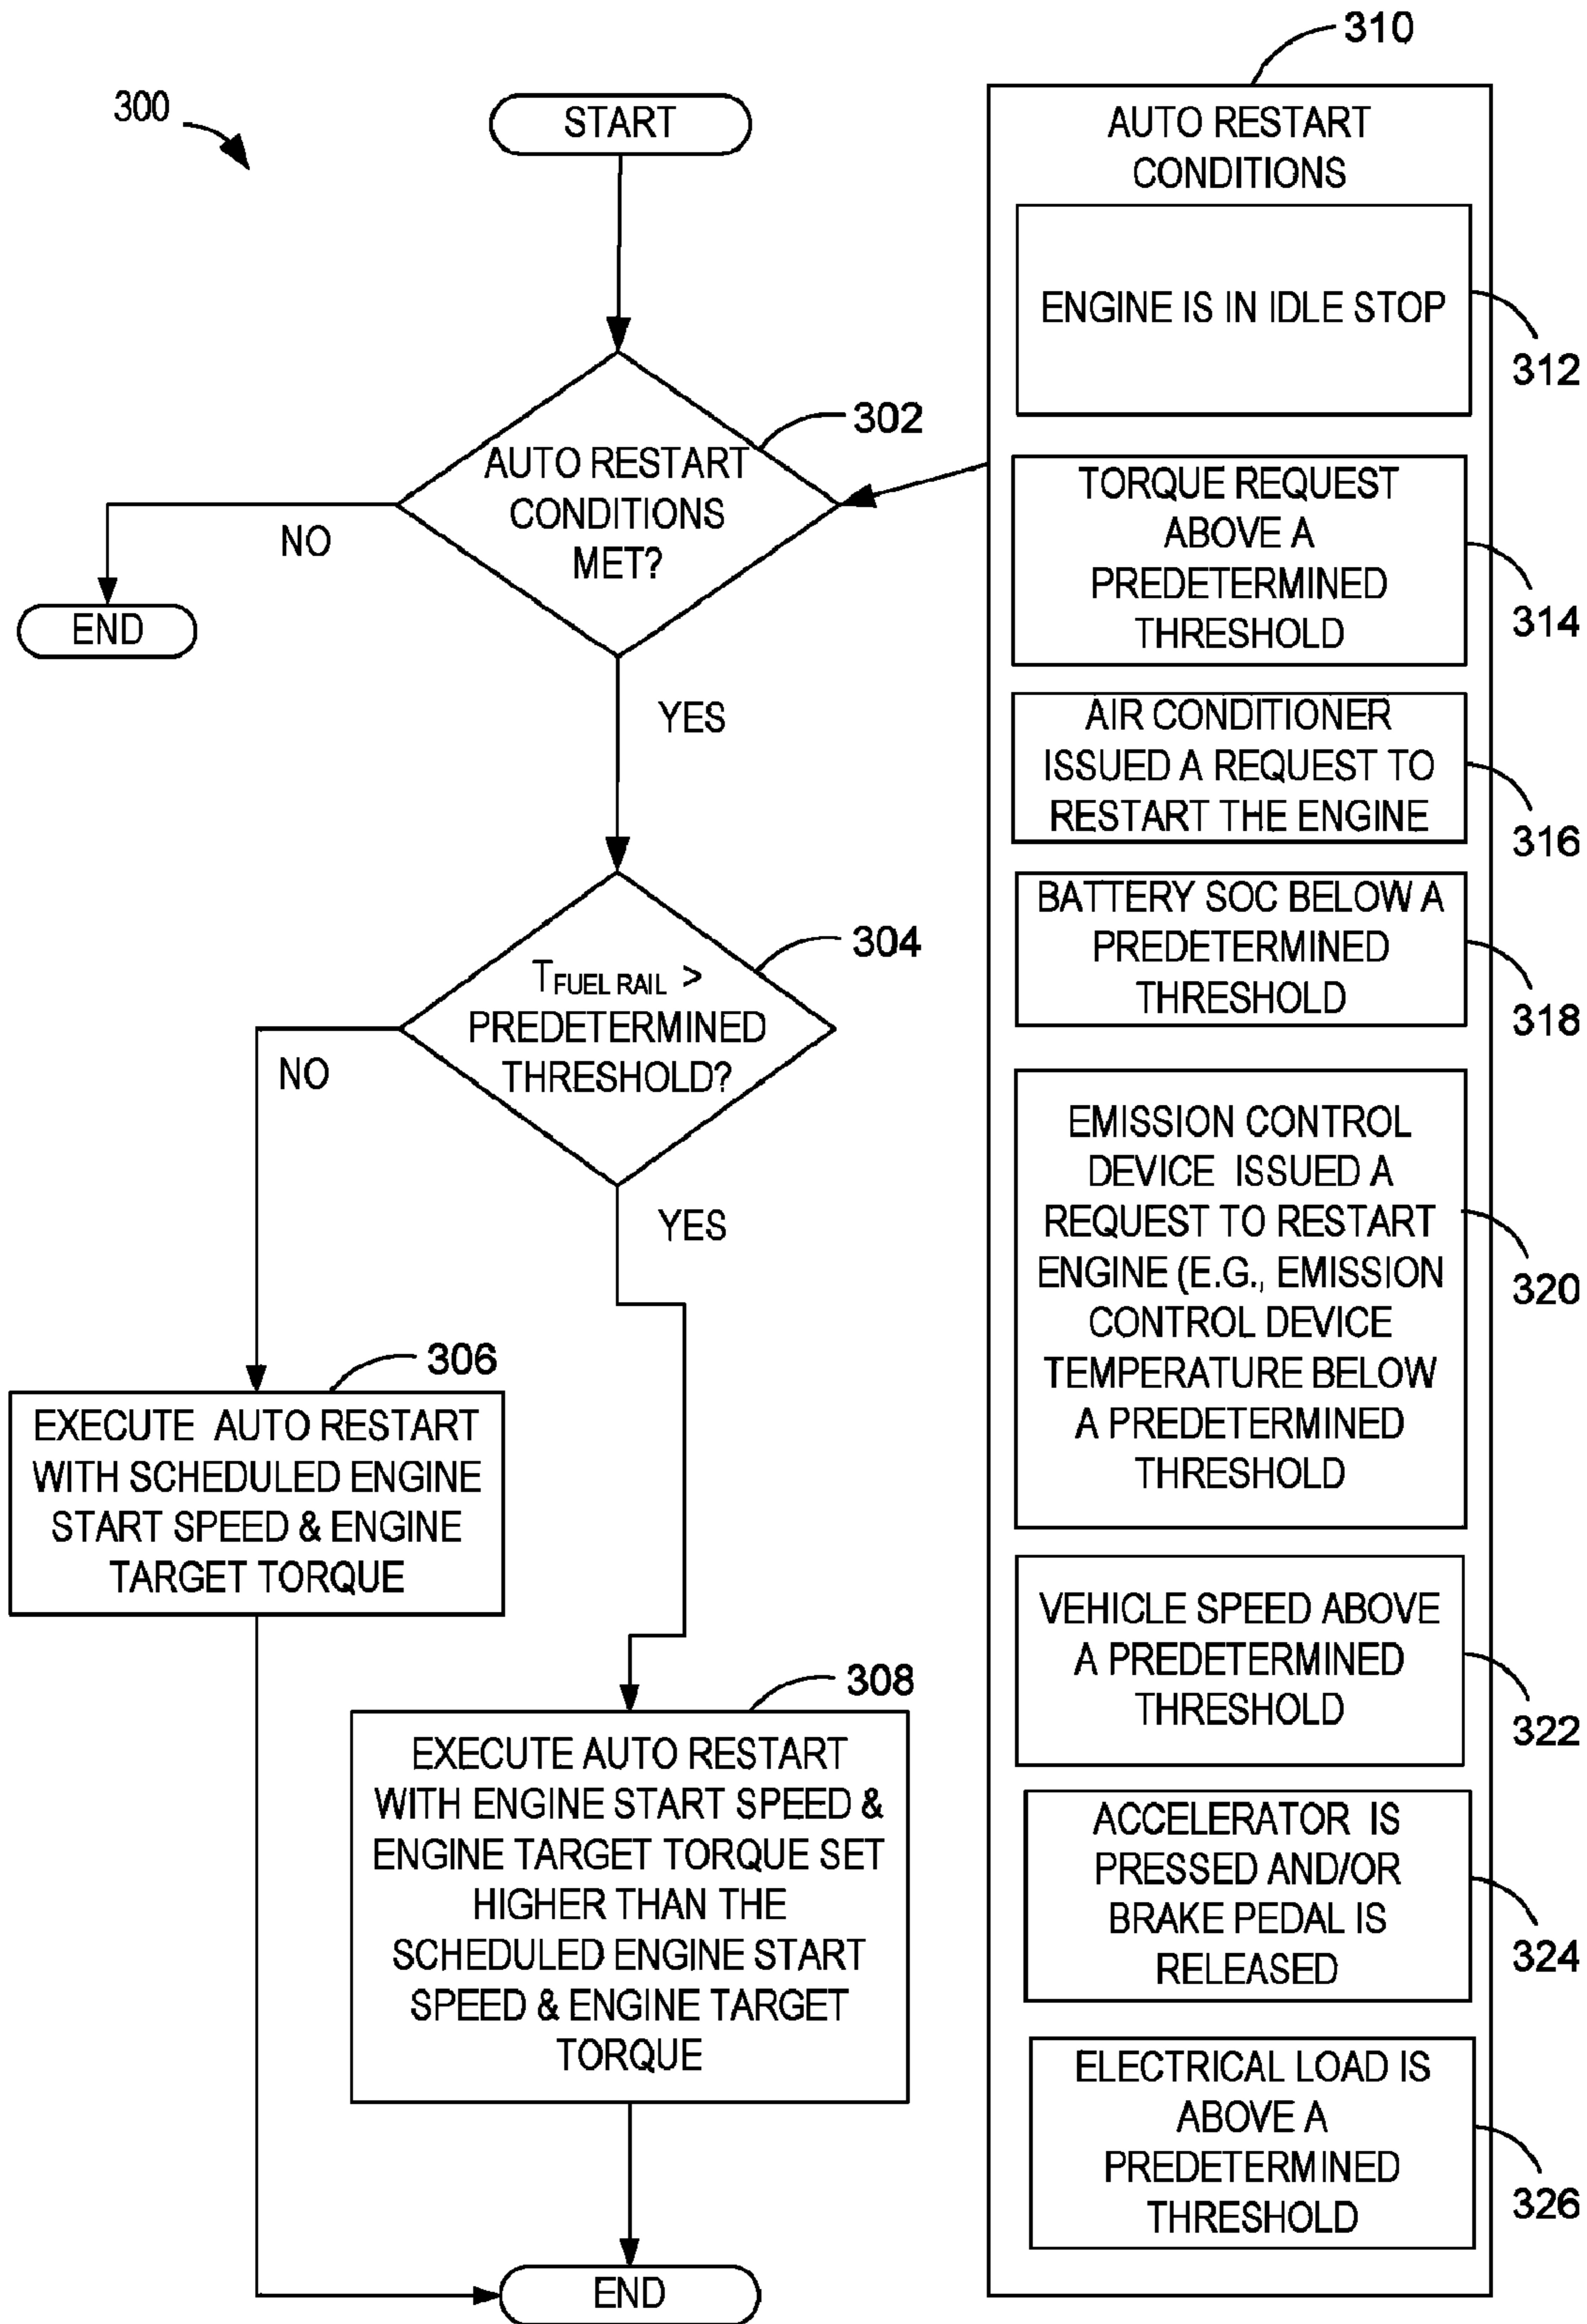 300
START
302
AUTO RESTART
CONDITIONS
MET?
NO
END
YES
304
T FUEL RAIL >
PREDETERMINED
THRESHOLD?
NO
YES
306
EXECUTE AUTO RESTART
WITH SCHEDULED ENGINE
START SPEED & ENGINE
TARGET TORQUE
308
EXECUTE AUTO RESTART
WITH ENGINE START SPEED &
ENGINE TARGET TORQUE SET
HIGHER THAN THE
SCHEDULED ENGINE START
SPEED & ENGINE TARGET
TORQUE
END
310
AUTO RESTART
CONDITIONS
ENGINE IS IN IDLE STOP
312
TORQUE REQUEST
ABOVE A
PREDETERMINED
THRESHOLD
314
AIR CONDITIONER
ISSUED A REQUEST TO
RESTART THE ENGINE
316
BATTERY SOC BELOW A
PREDETERMINED
THRESHOLD
318
EMISSION CONTROL
DEVICE ISSUED A
REQUEST TO RESTART
ENGINE (E.G., EMISSION
CONTROL DEVICE
TEMPERATURE BELOW
A PREDETERMINED
THRESHOLD
320
VEHICLE SPEED ABOVE
A PREDETERMINED
THRESHOLD
322
ACCELERATOR IS
PRESSED AND/OR
BRAKE PEDAL IS
RELEASED
324
ELECTRICAL LOAD IS
ABOVE A
PREDETERMINED
THRESHOLD
326